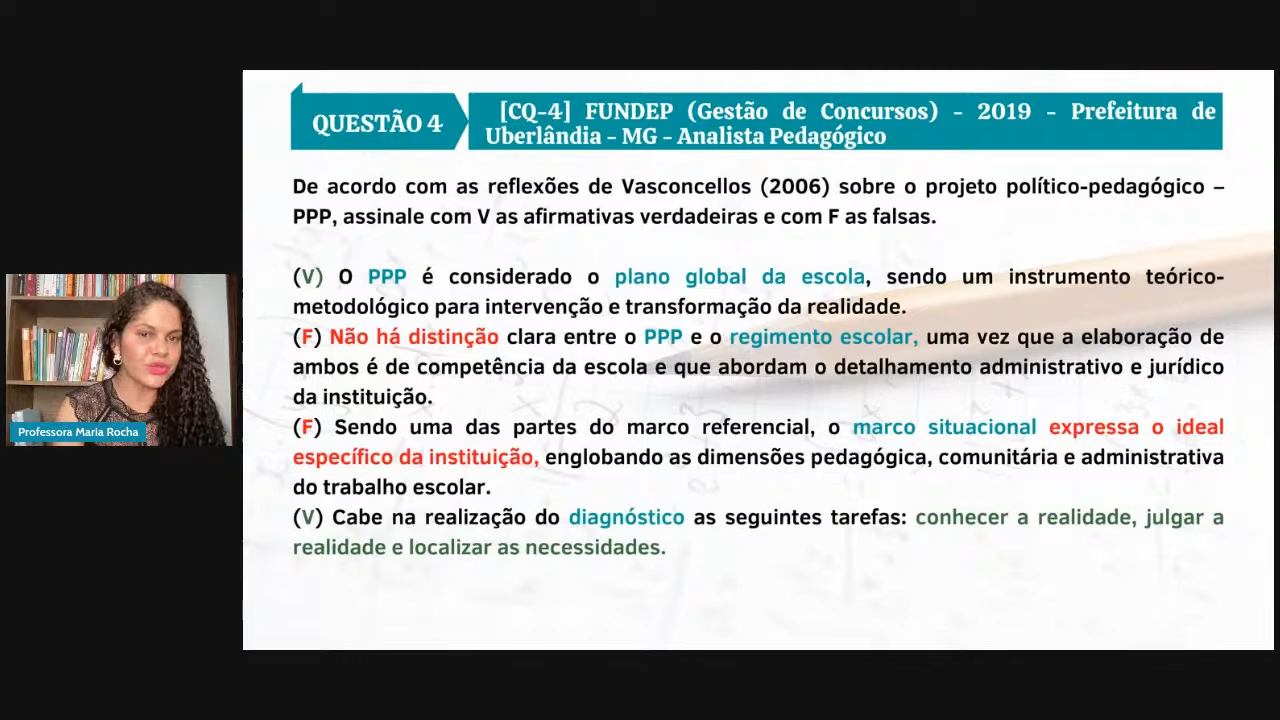 QUESTÃO 4
[CQ-4] FUNDEP (Gestão de Concursos) - 2019 - Prefeitura de
Uberlândia - MG - Analista Pedagógico
De acordo com as reflexões de Vasconcellos (2006) sobre o projeto político-pedagógico –
PPP, assinale com V as afirmativas verdadeiras e com F as falsas.
(V) O PPP é considerado o plano global da escola, sendo um instrumento teórico-
metodológico para intervenção e transformação da realidade.
(F) Não há distinção clara entre o PPP e o regimento escolar, uma vez que a elaboração de
ambos é de competência da escola e que abordam o detalhamento administrativo e jurídico
da instituição.
(F) Sendo uma das partes do marco referencial, o marco situacional expressa o ideal
específico da instituição, englobando as dimensões pedagógica, comunitária e administrativa
do trabalho escolar.
(V) Cabe na realização do diagnóstico as seguintes tarefas: conhecer a realidade, julgar a
realidade e localizar as necessidades.
Professora Maria Rocha